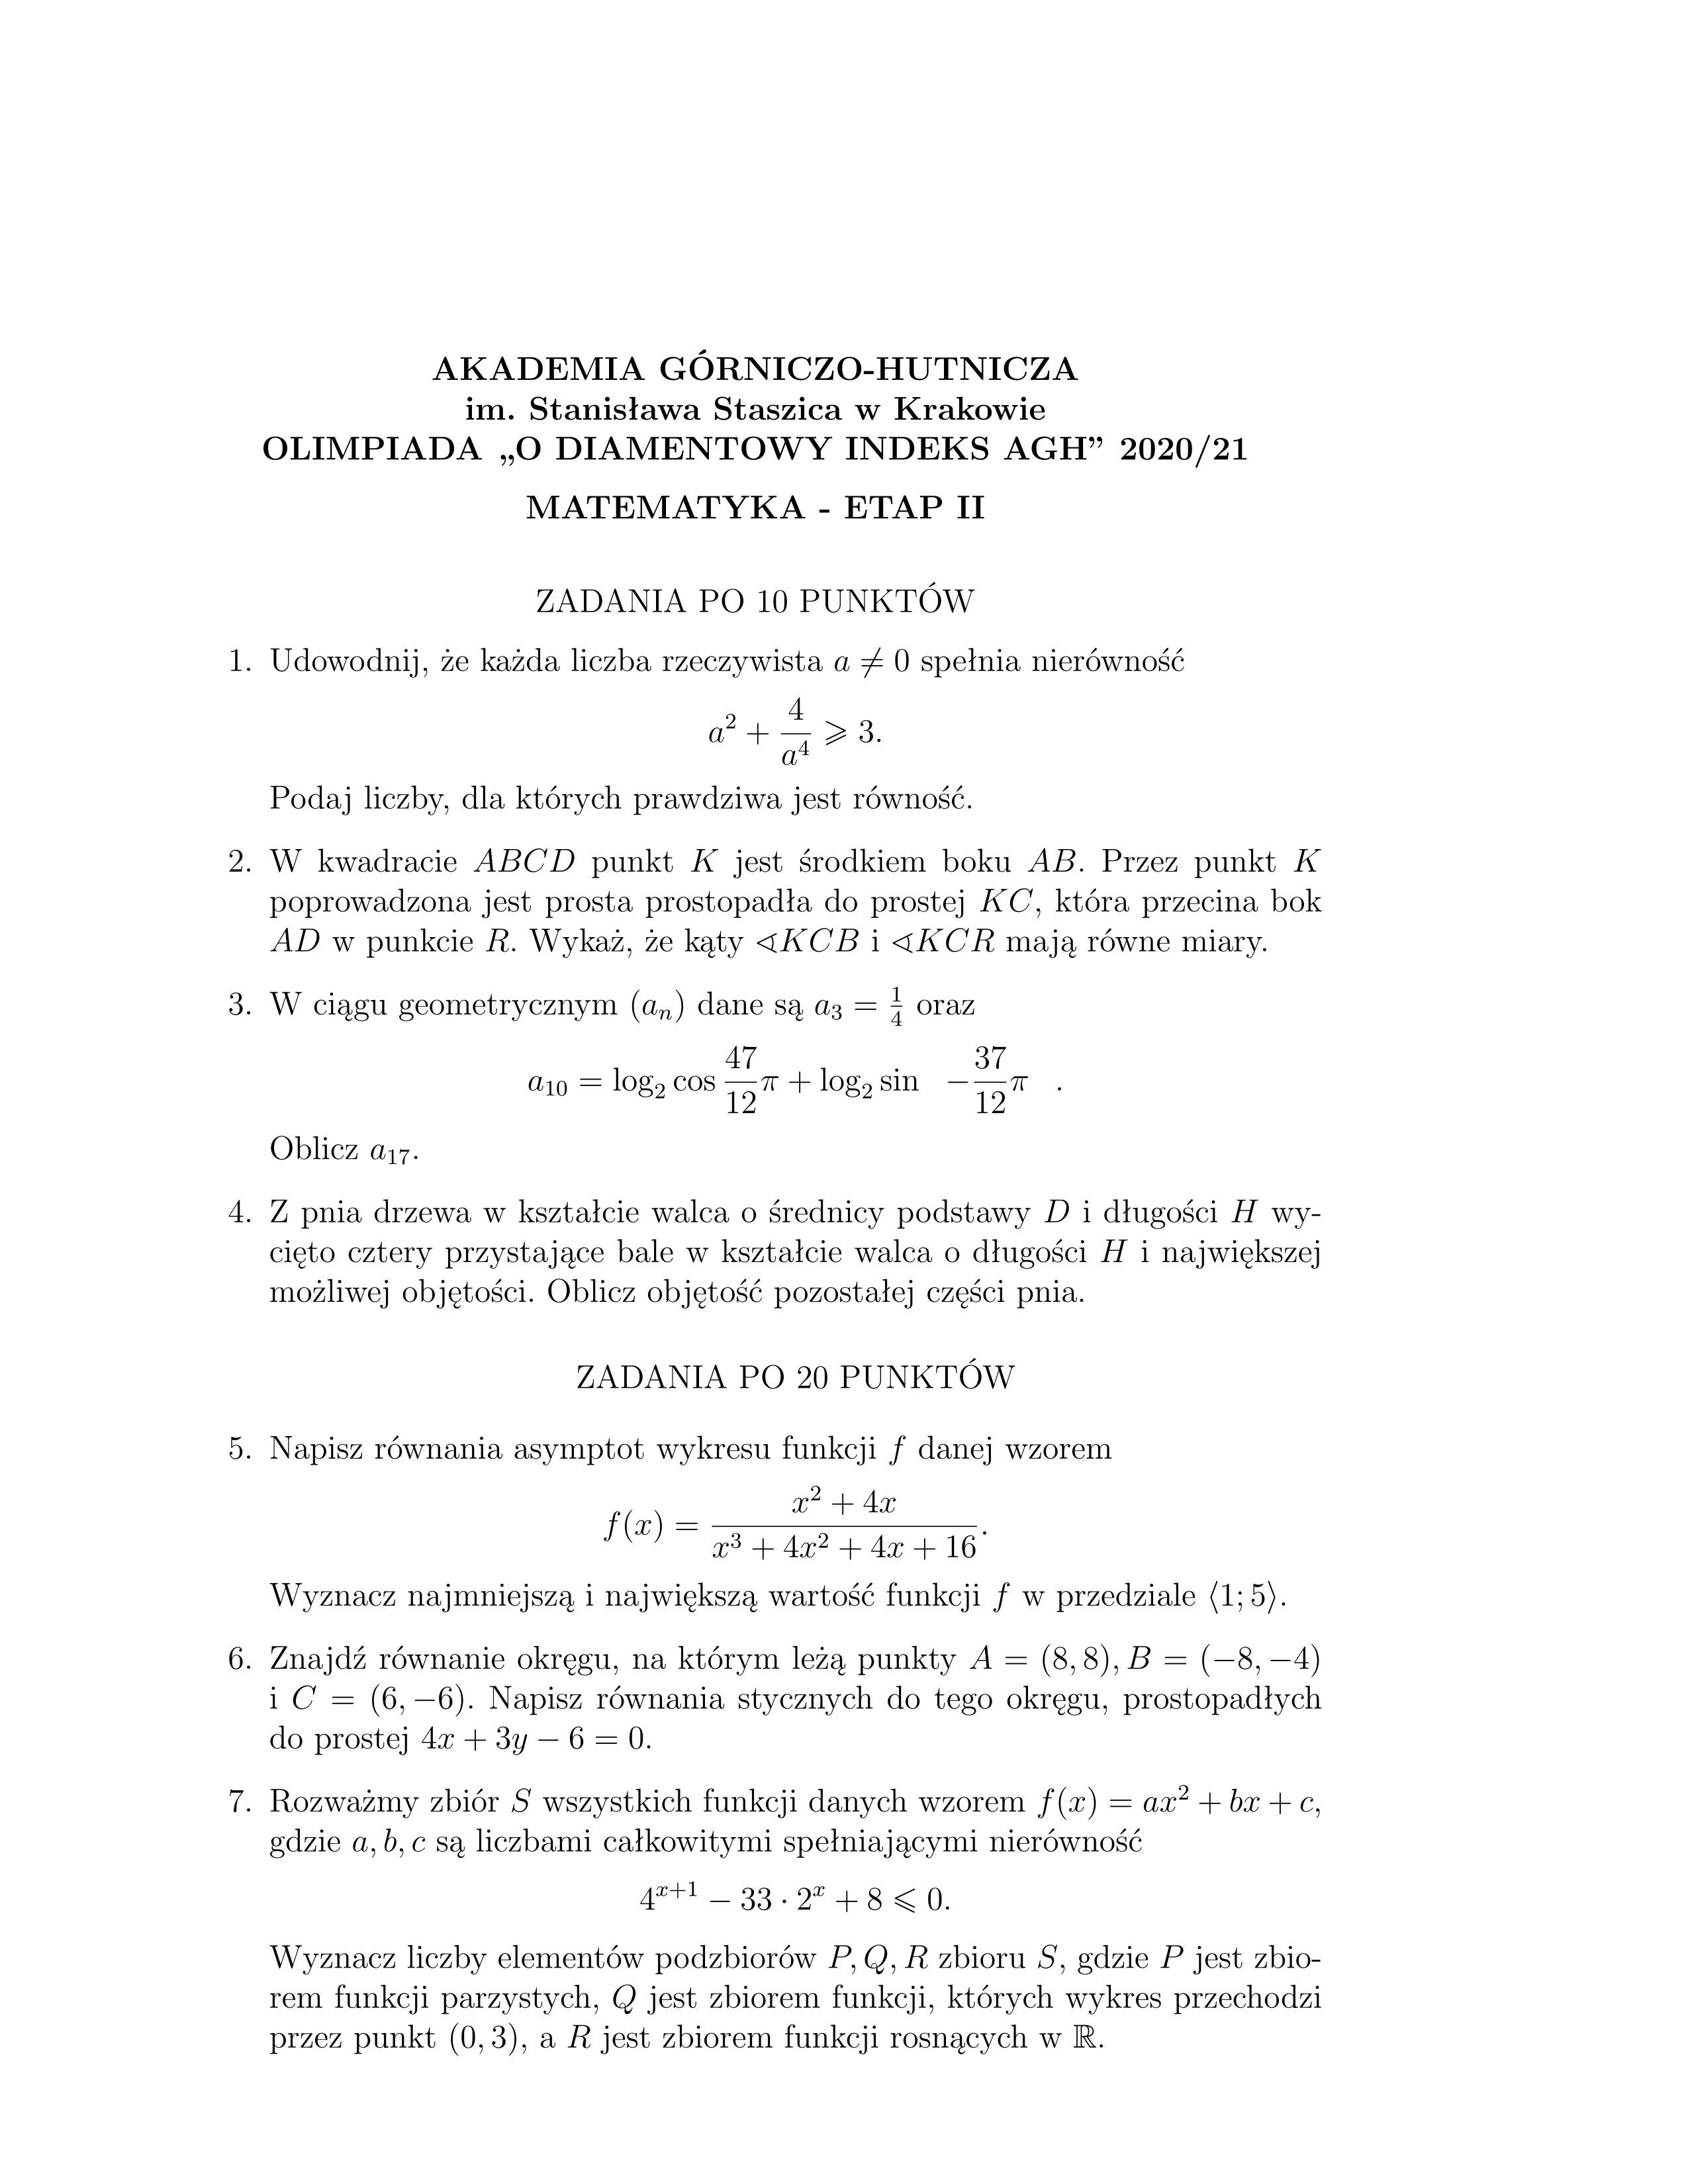 AKADEMIA GÓRNICZO-HUTNICZA
im. Stanisława Staszica w Krakowie
OLIMPIADA „O DIAMENTOWY INDEKS AGH” 2020/21
MATEMATYKA - ETAP II
ZADANIA PO 10 PUNKTÓW
1. Udowodnij, że każda liczba rzeczywista $a \neq 0$ spełnia nierówność
$a^2 + \frac{4}{a^4} \geqslant 3.$
Podaj liczby, dla których prawdziwa jest równość.
2. W kwadracie $ABCD$ punkt $K$ jest środkiem boku $AB$. Przez punkt $K$
poprowadzona jest prosta prostopadła do prostej $KC$, która przecina bok
$AD$ w punkcie $R$. Wykaż, że kąty $\sphericalangle KCB$ i $\sphericalangle KCR$ mają równe miary.
3. W ciągu geometrycznym $(a_n)$ dane są $a_3 = \frac{1}{4}$ oraz
$a_{10} = \log_2 \cos \frac{47}{12}\pi + \log_2 \sin \; -\frac{37}{12}\pi \; .$
Oblicz $a_{17}$.
4. Z pnia drzewa w kształcie walca o średnicy podstawy $D$ i długości $H$ wy-
cięto cztery przystające bale w kształcie walca o długości $H$ i największej
możliwej objętości. Oblicz objętość pozostałej części pnia.
ZADANIA PO 20 PUNKTÓW
5. Napisz równania asymptot wykresu funkcji $f$ danej wzorem
$f(x) = \frac{x^2 + 4x}{x^3 + 4x^2 + 4x + 16}.$
Wyznacz najmniejszą i największą wartość funkcji $f$ w przedziale $\langle 1; 5 \rangle$.
6. Znajdź równanie okręgu, na którym leżą punkty $A = (8, 8), B = (-8, -4)$
i $C = (6, -6)$. Napisz równania stycznych do tego okręgu, prostopadłych
do prostej $4x + 3y - 6 = 0$.
7. Rozważmy zbiór $S$ wszystkich funkcji danych wzorem $f(x) = ax^2 + bx + c$,
gdzie $a, b, c$ są liczbami całkowitymi spełniającymi nierówność
$4^{x+1} - 33 \cdot 2^x + 8 \leqslant 0.$
Wyznacz liczby elementów podzbiorów $P, Q, R$ zbioru $S$, gdzie $P$ jest zbio-
rem funkcji parzystych, $Q$ jest zbiorem funkcji, których wykres przechodzi
przez punkt $(0, 3)$, a $R$ jest zbiorem funkcji rosnących w $\mathbb{R}$.